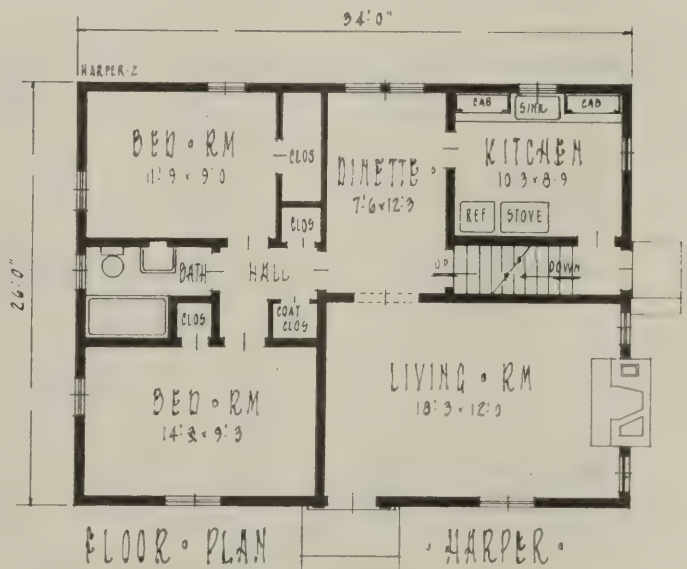 34'·0"
HARPER-2
26'·0"
BED · RM
11'·9 × 9'·0
CLOS
DINETTE ·
7'·6 × 12'·3
CAB
SINK
CAB
KITCHEN
10'·3 × 8'·9
REF
STOVE
CLOS
BATH
HALL
UP
DOWN
CLOS
COAT
CLOS
BED · RM
14'·3 × 9'·3
LIVING · RM
18'·3 × 12'·0
FLOOR · PLAN
· HARPER ·